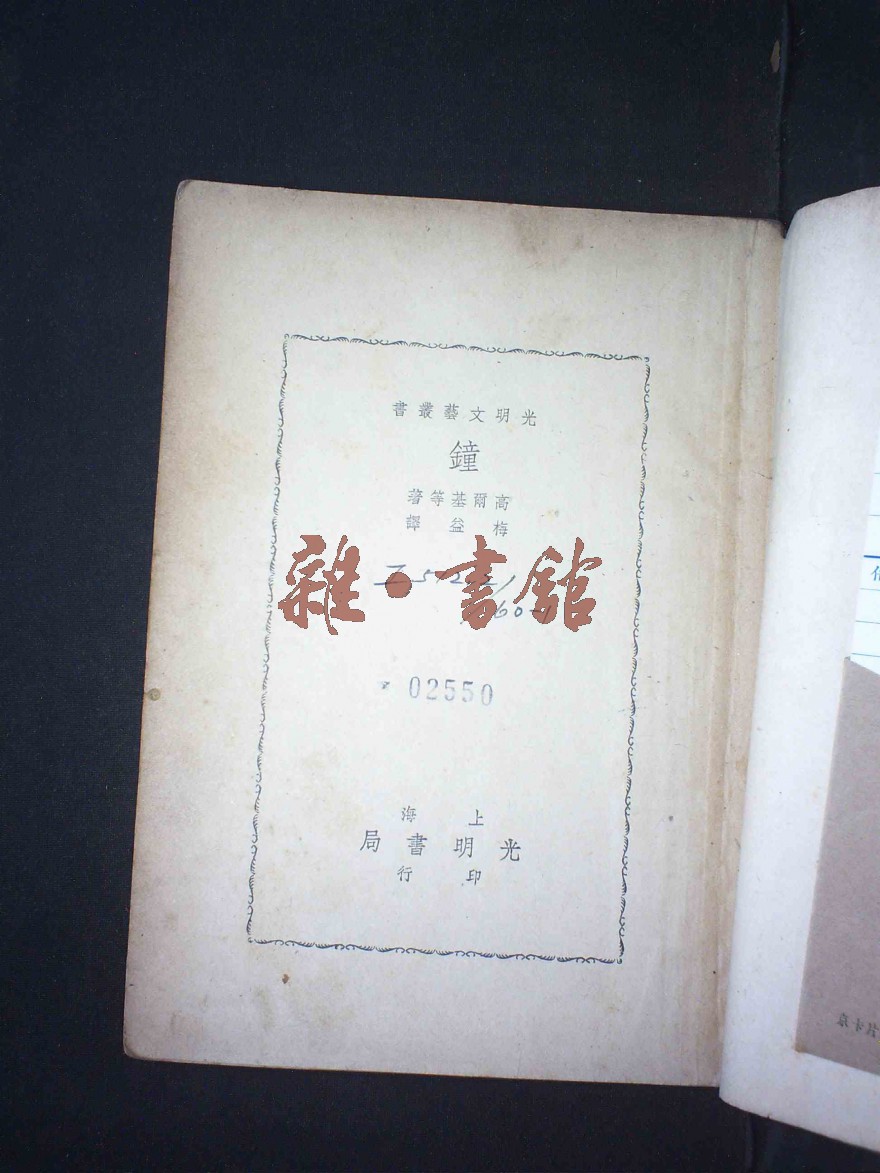 光明文藝叢書
鐘
高爾基等著
梅益譯
雜·書館
02550
上海
光明書局
印行